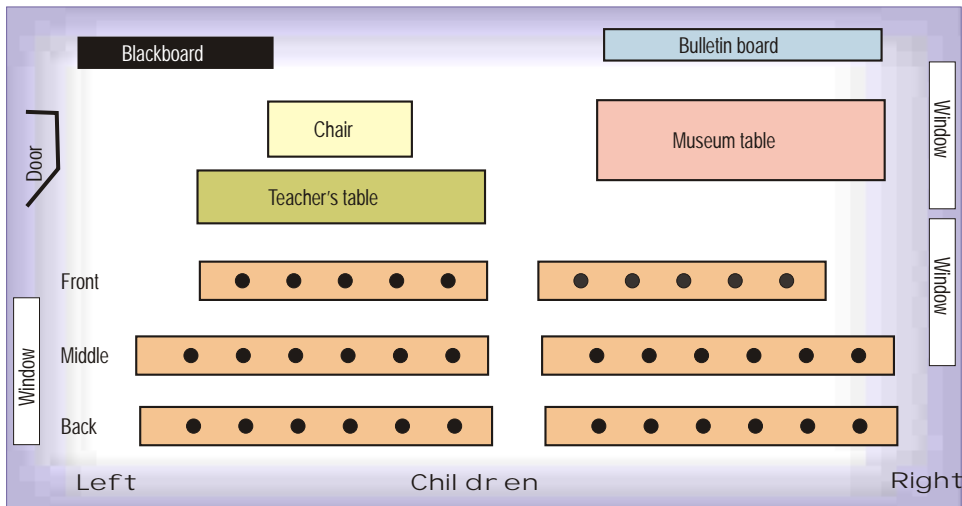 Blackboard
Bulletin board
Door
Chair
Museum table
Window
Teacher's table
Window
Front
Window
Middle
Back
Left
Children
Right